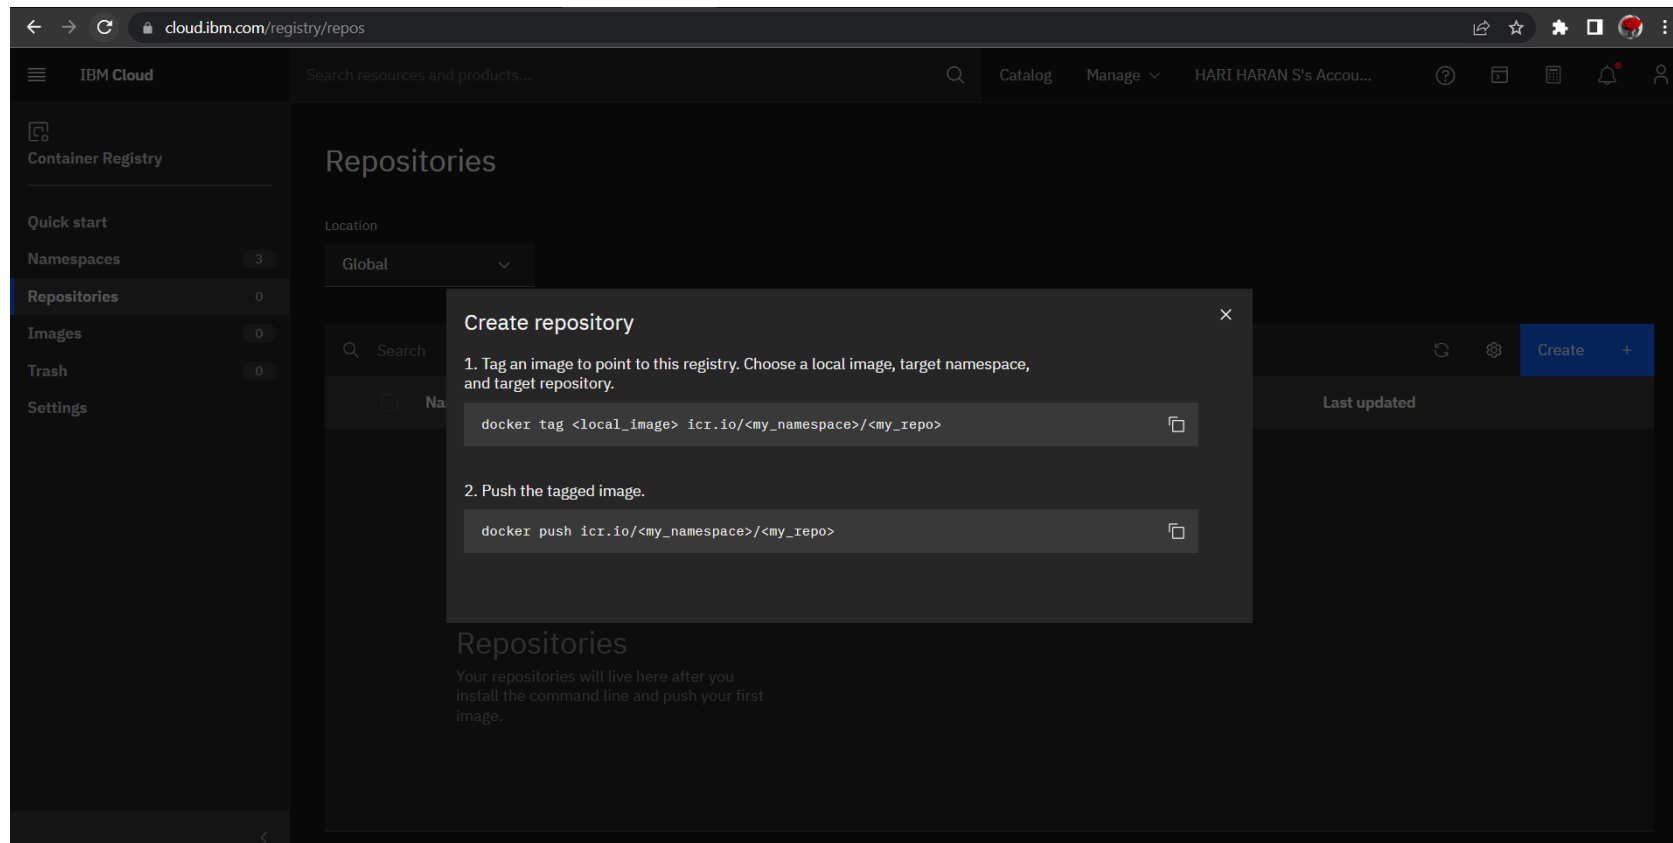 cloud.ibm.com/registry/repos
IBM Cloud
Search resources and products...
Catalog
Manage
HARI HARAN S's Accou...
Container Registry
Quick start
Namespaces 3
Repositories 0
Images 0
Trash 0
Settings
Repositories
Location
Global
Search
Create +
Na
Last updated
Create repository
1. Tag an image to point to this registry. Choose a local image, target namespace,
and target repository.
docker tag <local_image> icr.io/<my_namespace>/<my_repo>
2. Push the tagged image.
docker push icr.io/<my_namespace>/<my_repo>
Repositories
Your repositories will live here after you
install the command line and push your first
image.